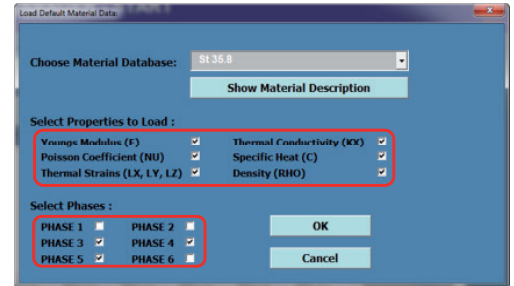 Load Default Material Data:
Choose Material Database: St 35.8
Show Material Description
Select Properties to Load :
Youngs Modulus (E) Thermal Conductivity (KX)
Poisson Coefficient (NU) Specific Heat (C)
Thermal Strains (LX, LY, LZ) Density (RHO)
Select Phases :
PHASE 1 PHASE 2 OK
PHASE 3 PHASE 4
PHASE 5 PHASE 6 Cancel